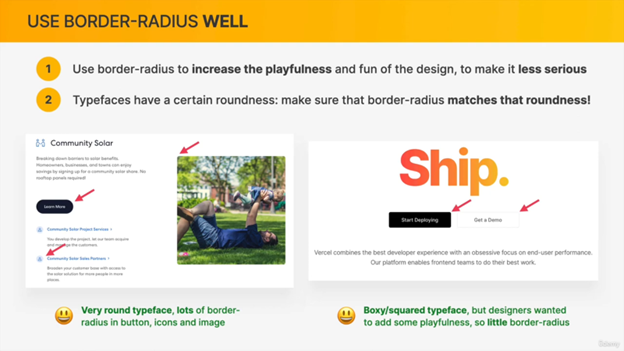 USE BORDER-RADIUS WELL
1 Use border-radius to increase the playfulness and fun of the design, to make it less serious
2 Typefaces have a certain roundness: make sure that border-radius matches that roundness!
Community Solar
Breaking down barriers to solar benefits.
Homeowners, businesses, and towns can enjoy
savings by signing up for a community solar share. No
rooftop panels required!
Learn More
Community Solar Project Services >
You develop the project, let our team require
and manage the customers.
Community Solar Sales Partners
Broaden your customer base with access to
the solar solution for more people in more
places.
Ship.
Start Deploying
Get a Demo
Vercel combines the best developer experience with an obsessive focus on end-user performance.
Our platform enables frontend teams to do their best work.
Very round typeface, lots of border-
radius in button, icons and image
Boxy/squared typeface, but designers wanted
to add some playfulness, so little border-radius
Udemy